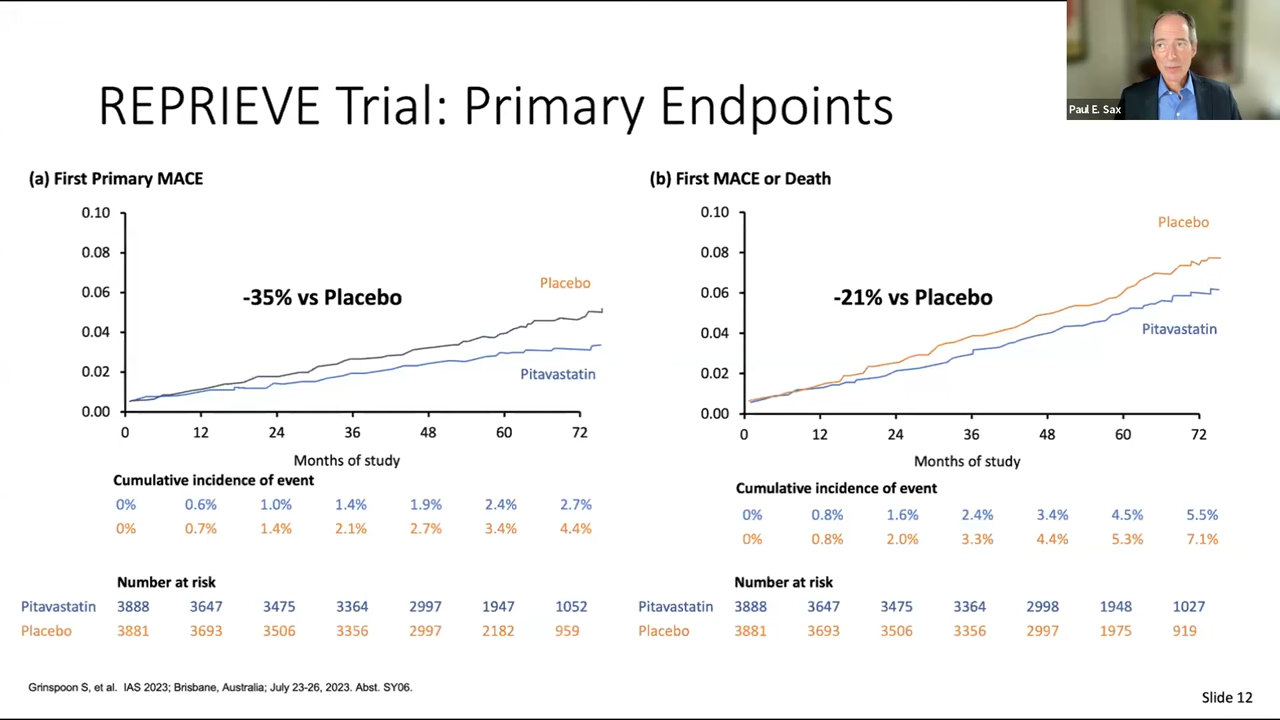 Paul E. Sax
REPRIEVE Trial: Primary Endpoints
(a) First Primary MACE
0.10
0.08
0.06
0.04
0.02
0.00
-35% vs Placebo
Placebo
Pitavastatin
0 12 24 36 48 60 72
Months of study
Cumulative incidence of event
0% 0.6% 1.0% 1.4% 1.9% 2.4% 2.7%
0% 0.7% 1.4% 2.1% 2.7% 3.4% 4.4%
Number at risk
Pitavastatin 3888 3647 3475 3364 2997 1947 1052
Placebo 3881 3693 3506 3356 2997 2182 959
(b) First MACE or Death
0.10
0.08
0.06
0.04
0.02
0.00
Placebo
-21% vs Placebo
Pitavastatin
0 12 24 36 48 60 72
Months of study
Cumulative incidence of event
0% 0.8% 1.6% 2.4% 3.4% 4.5% 5.5%
0% 0.8% 2.0% 3.3% 4.4% 5.3% 7.1%
Number at risk
Pitavastatin 3888 3647 3475 3364 2998 1948 1027
Placebo 3881 3693 3506 3356 2997 1975 919
Grinspoon S, et al. IAS 2023; Brisbane, Australia; July 23-26, 2023. Abst. SY06.
Slide 12